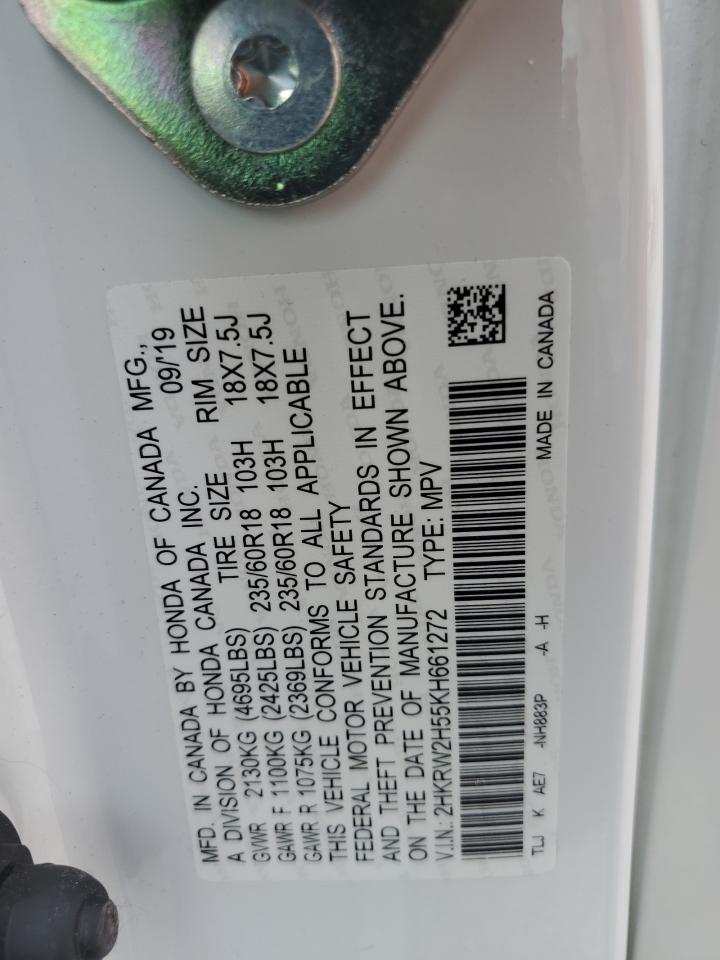 MFD. IN CANADA BY HONDA OF CANADA MFG.,
A DIVISION OF HONDA CANADA INC. 09/'19
GVWR 2130KG (4695LBS) TIRE SIZE RIM SIZE
GAWR F 1100KG (2425LBS) 235/60R18 103H 18X7.5J
GAWR R 1075KG (2369LBS) 235/60R18 103H 18X7.5J
THIS VEHICLE CONFORMS TO ALL APPLICABLE
FEDERAL MOTOR VEHICLE SAFETY
AND THEFT PREVENTION STANDARDS IN EFFECT
ON THE DATE OF MANUFACTURE SHOWN ABOVE.
V.I.N.: 2HKRW2H55KH661272 TYPE: MPV
TLJ K AE7 -NH883P -A -H MADE IN CANADA